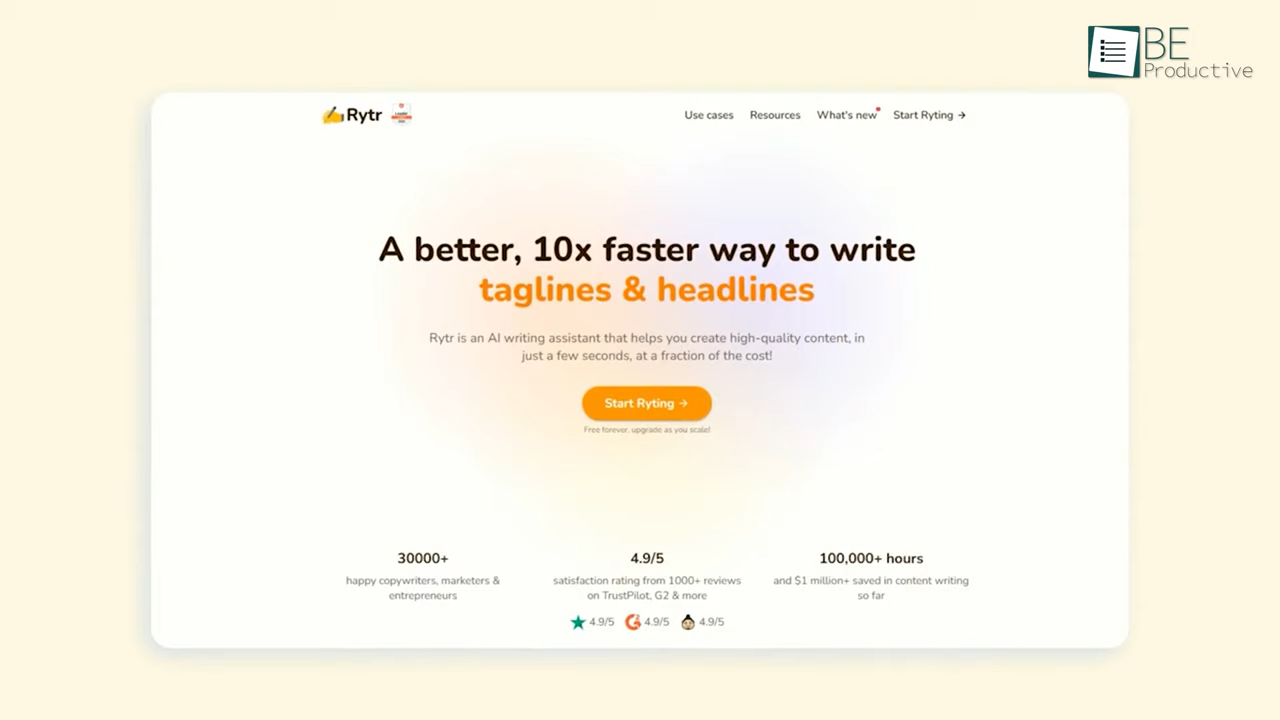 BE
Productive
Rytr
Use cases Resources What's new Start Ryting →
A better, 10x faster way to write
taglines & headlines
Rytr is an AI writing assistant that helps you create high-quality content, in
just a few seconds, at a fraction of the cost!
Start Ryting →
Free forever, upgrade as you scale!
30000+
happy copywriters, marketers &
entrepreneurs
4.9/5
satisfaction rating from 1000+ reviews
on TrustPilot, G2 & more
4.9/5 4.9/5 4.9/5
100,000+ hours
and $1 million+ saved in content writing
so far